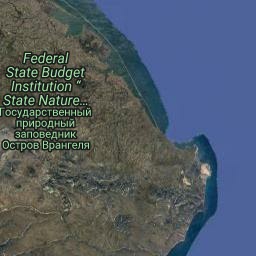 Federal
State Budget
Institution “
State Nature...
Государственный
природный
заповедник
Остров Врангеля